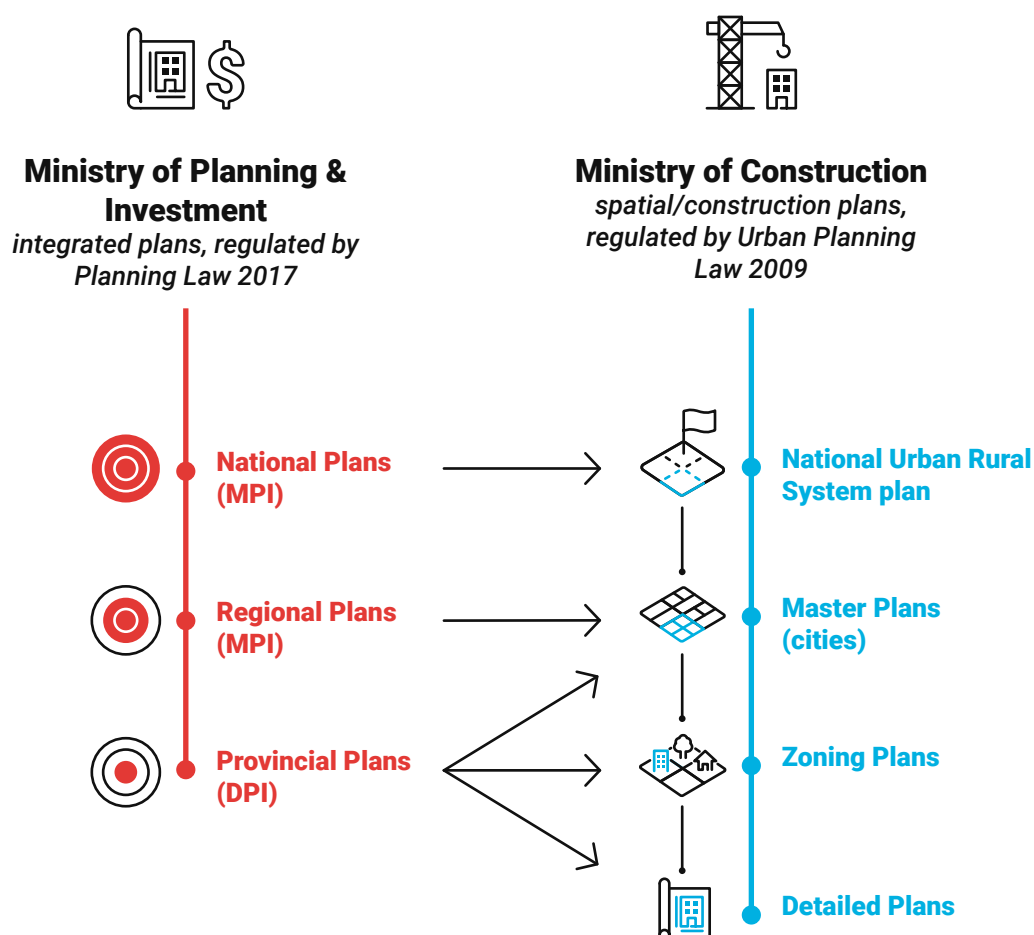 $
Ministry of Planning &
Investment
integrated plans, regulated by
Planning Law 2017
National Plans
(MPI)
Regional Plans
(MPI)
Provincial Plans
(DPI)
Ministry of Construction
spatial/construction plans,
regulated by Urban Planning
Law 2009
National Urban Rural
System plan
Master Plans
(cities)
Zoning Plans
Detailed Plans